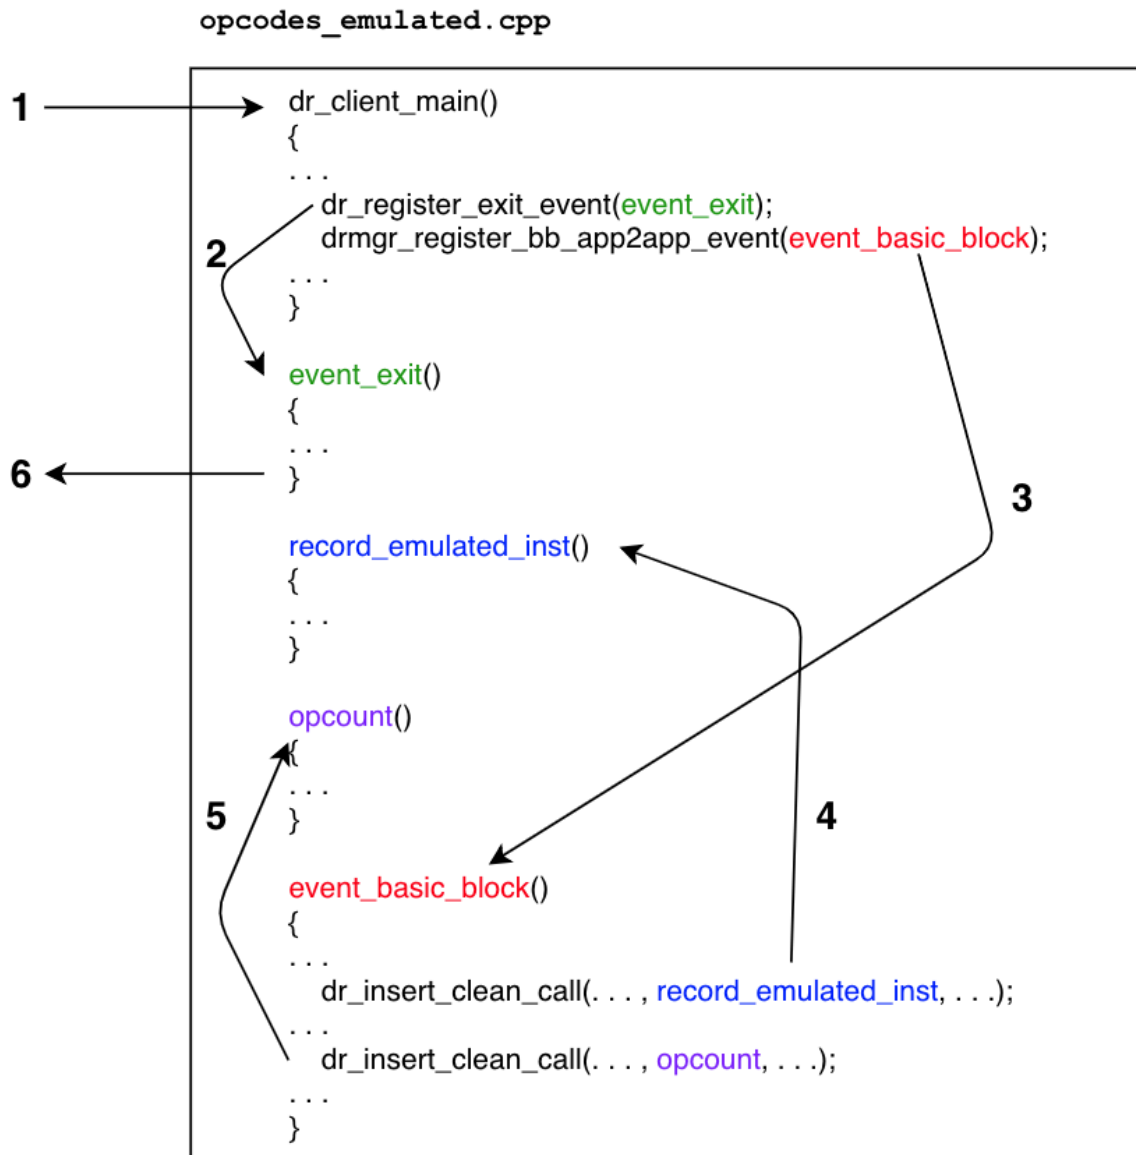 opcodes_emulated.cpp
1
dr_client_main()
{
. . .
dr_register_exit_event(event_exit);
2
drmgr_register_bb_app2app_event(event_basic_block);
. . .
}
event_exit()
{
. . .
6
}
3
record_emulated_inst()
{
. . .
}
opcount()
{
. . .
5
4
}
event_basic_block()
{
. . .
dr_insert_clean_call(. . . , record_emulated_inst, . . .);
. . .
dr_insert_clean_call(. . . , opcount, . . .);
. . .
}